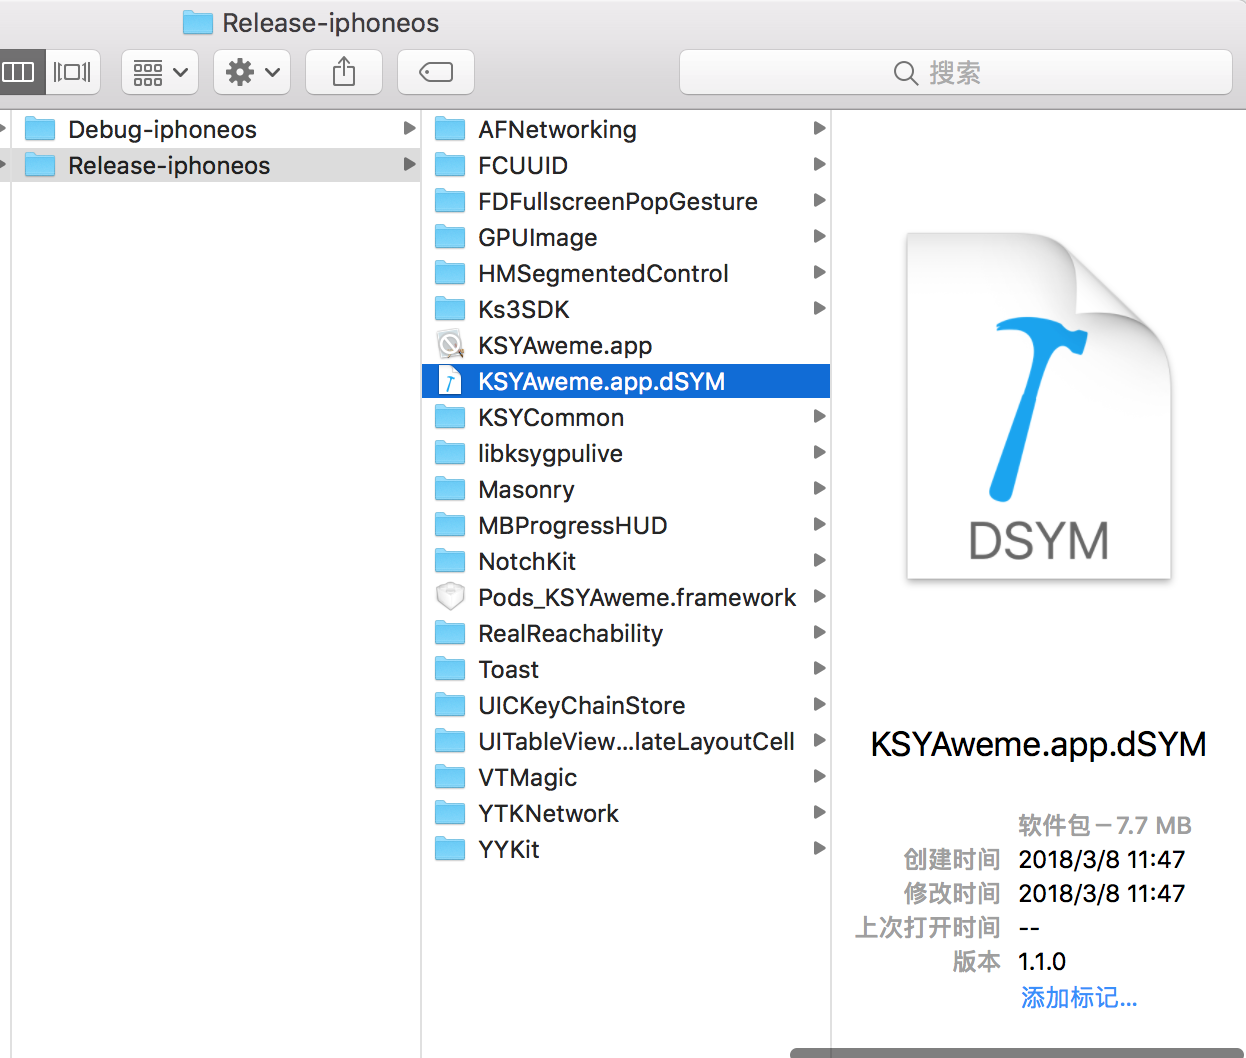 Release-iphoneos
搜索
Debug-iphoneos
Release-iphoneos
AFNetworking
FCUUID
FDFullscreenPopGesture
GPUImage
HMSegmentedControl
Ks3SDK
KSYAweme.app
KSYAweme.app.dSYM
KSYCommon
libksygpulive
Masonry
MBProgressHUD
NotchKit
Pods_KSYAweme.framework
RealReachability
Toast
UICKeyChainStore
UITableView...lateLayoutCell
VTMagic
YTKNetwork
YYKit
DSYM
KSYAweme.app.dSYM
软件包 – 7.7 MB
创建时间 2018/3/8 11:47
修改时间 2018/3/8 11:47
上次打开时间 --
版本 1.1.0
添加标记...